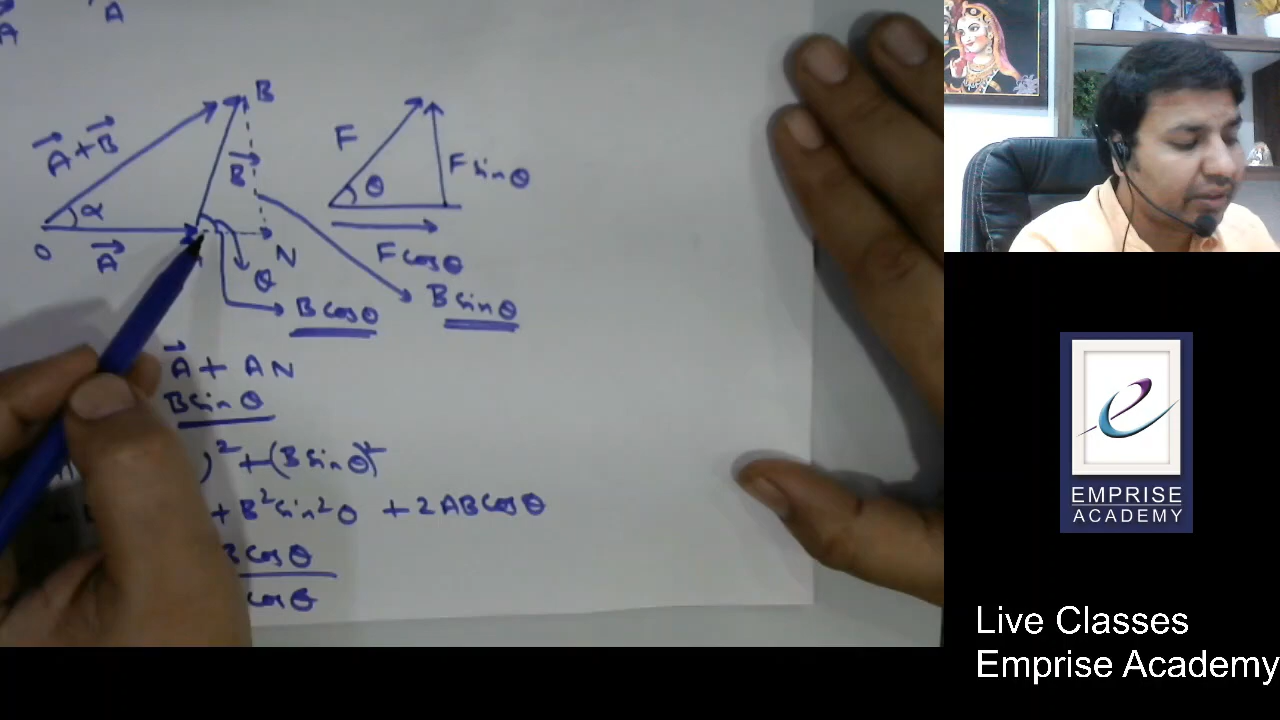 A
A
B
A + B
B
F
θ
F sin θ
α
O
A
N
θ
F cos θ
B cos θ
B sin θ
A + AN
B sin θ
)² + (B sin θ)²
+ B² sin² θ + 2AB cos θ
B cos θ
cos θ
e
EMPRISE
ACADEMY
Live Classes
Emprise Academy